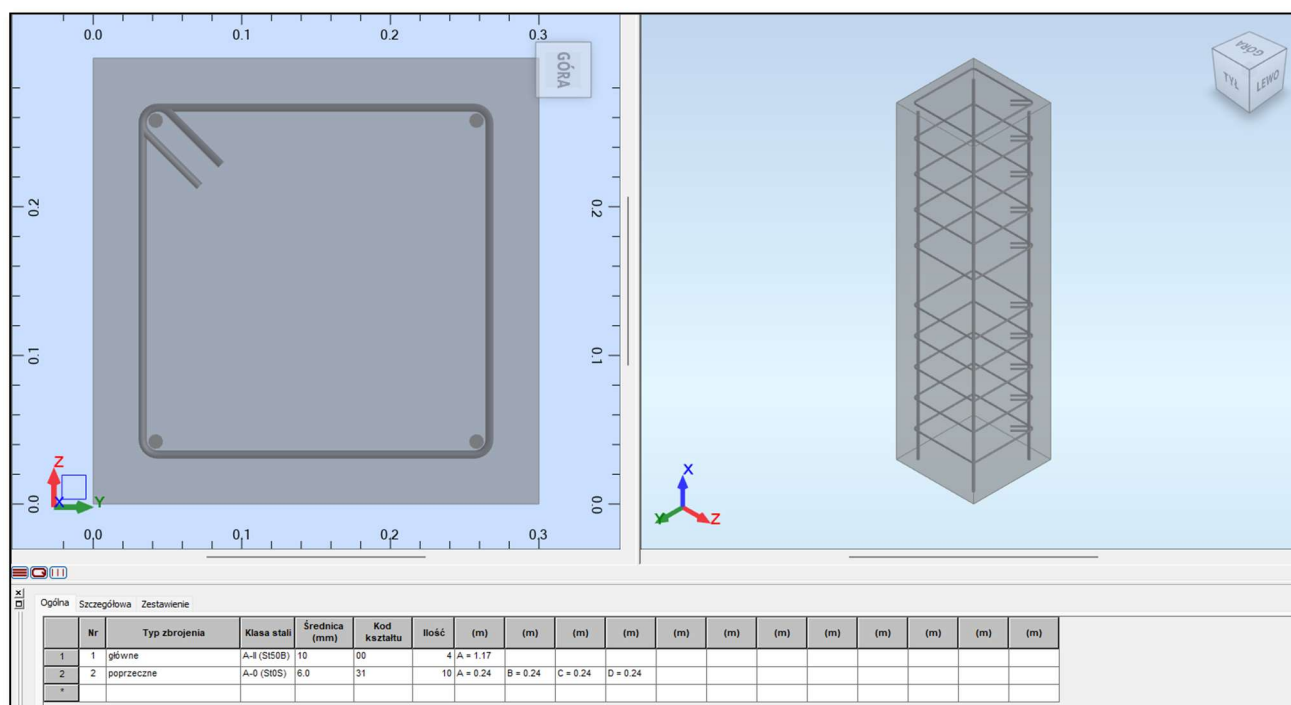 0.0 0.1 0.2 0.3
GÓRA
0.2 0.2
0.1 0.1
Z
X Y
0.0 0.0
0.0 0.1 0.2 0.3
GÓRA
TYŁ LEWO
X
Y Z
Ogólna Szczegółowa Zestawienie
Nr Typ zbrojenia Klasa stali Średnica (mm) Kod kształtu Ilość (m) (m) (m) (m) (m) (m) (m) (m) (m) (m) (m) (m)
1 1 główne A-II (St50B) 10 00 4 A = 1.17
2 2 poprzeczne A-0 (St0S) 6.0 31 10 A = 0.24 B = 0.24 C = 0.24 D = 0.24
*